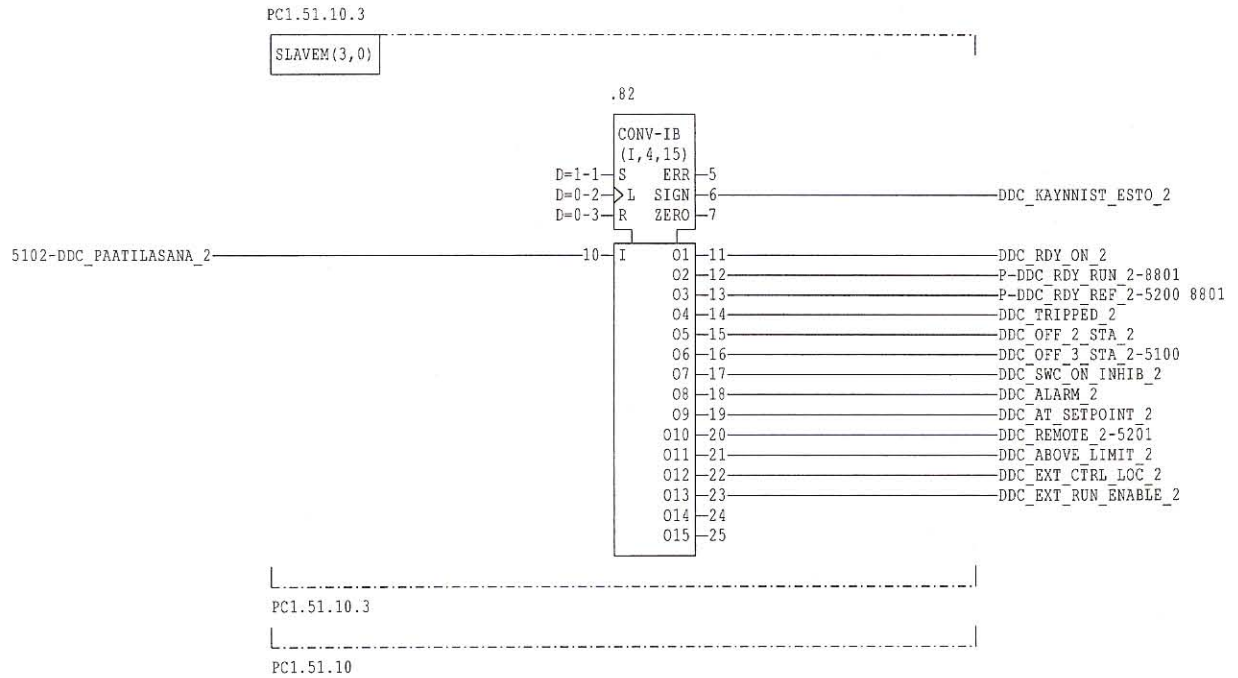 PC1.51.10.3
SLAVEM(3,0)
.82
CONV-IB
(I,4,15)
D=1-1 S ERR 5
D=0-2 L SIGN 6 DDC_KAYNNIST_ESTO_2
D=0-3 R ZERO 7
5102-DDC_PAATILASANA_2 10 I O1 11 DDC_RDY_ON_2
O2 12 P-DDC_RDY_RUN_2-8801
O3 13 P-DDC_RDY_REF_2-5200 8801
O4 14 DDC_TRIPPED_2
O5 15 DDC_OFF_2_STA_2
O6 16 DDC_OFF_3_STA_2-5100
O7 17 DDC_SWC_ON_INHIB_2
O8 18 DDC_ALARM_2
O9 19 DDC_AT_SETPOINT_2
O10 20 DDC_REMOTE_2-5201
O11 21 DDC_ABOVE_LIMIT_2
O12 22 DDC_EXT_CTRL_LOC_2
O13 23 DDC_EXT_RUN_ENABLE_2
O14 24
O15 25
PC1.51.10.3
PC1.51.10